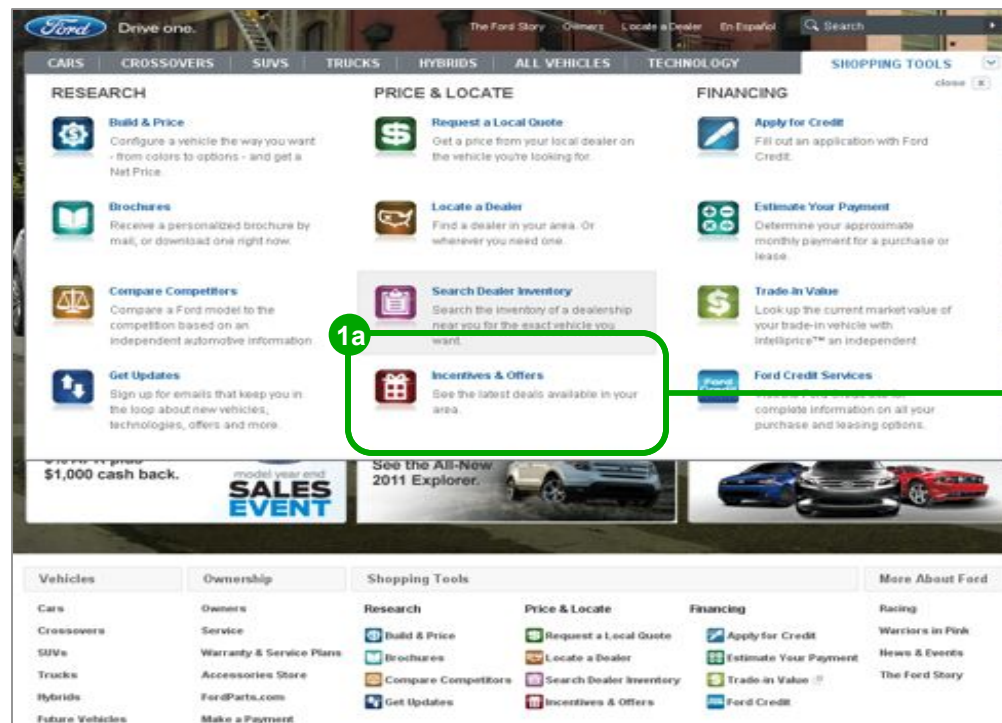 Ford Drive one.
The Ford Story Owners Locate a Dealer En Español Search
CARS CROSSOVERS SUVS TRUCKS HYBRIDS ALL VEHICLES TECHNOLOGY SHOPPING TOOLS
close x
RESEARCH
Build & Price
Configure a vehicle the way you want
- from colors to options - and get a
Net Price.
Brochures
Receive a personalized brochure by
mail, or download one right now.
Compare Competitors
Compare a Ford model to the
competition based on an
independent automotive information
Get Updates
Sign up for emails that keep you in
the loop about new vehicles,
technologies, offers and more.
PRICE & LOCATE
Request a Local Quote
Get a price from your local dealer on
the vehicle you're looking for.
Locate a Dealer
Find a dealer in your area. Or
wherever you need one.
Search Dealer Inventory
Search the inventory of a dealership
near you for the exact vehicle you
want.
1a
Incentives & Offers
See the latest deals available in your
area.
FINANCING
Apply for Credit
Fill out an application with Ford
Credit.
Estimate Your Payment
Determine your approximate
monthly payment for a purchase or
lease.
Trade-In Value
Look up the current market value of
your trade-in vehicle with
Intelliprice™ an independent
Ford Credit Services
complete information on all your
purchase and leasing options.
$1,000 cash back.
model year end
SALES
EVENT
See the All-New
2011 Explorer.
Vehicles
Cars
Crossovers
SUVs
Trucks
Hybrids
Future Vehicles
Ownership
Owners
Service
Warranty & Service Plans
Accessories Store
FordParts.com
Make a Payment
Shopping Tools
Research
Build & Price
Brochures
Compare Competitors
Get Updates
Price & Locate
Request a Local Quote
Locate a Dealer
Search Dealer Inventory
Incentives & Offers
Financing
Apply for Credit
Estimate Your Payment
Trade-in Value
Ford Credit
More About Ford
Racing
Warriors in Pink
News & Events
The Ford Story